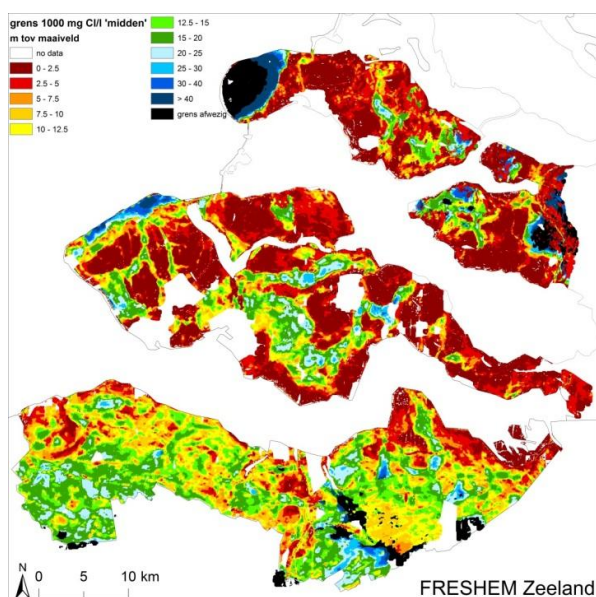 grens 1000 mg Cl/l 'midden'
m tov maaiveld
no data
0 - 2.5
2.5 - 5
5 - 7.5
7.5 - 10
10 - 12.5
12.5 - 15
15 - 20
20 - 25
25 - 30
30 - 40
> 40
grens afwezig
N
0 5 10 km
FRESHEM Zeeland